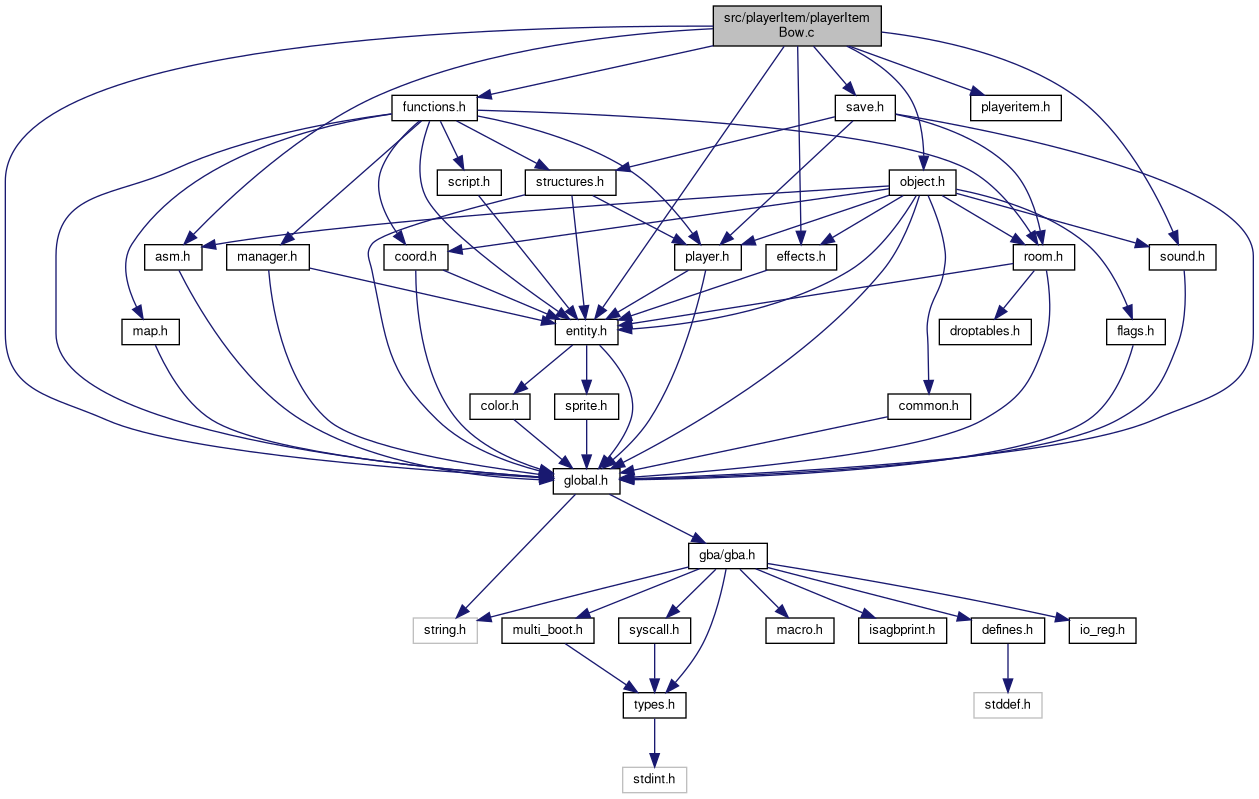 src/playerItem/playerItem
Bow.c
functions.h
save.h
playeritem.h
script.h
structures.h
object.h
asm.h
manager.h
coord.h
player.h
effects.h
room.h
sound.h
map.h
entity.h
droptables.h
flags.h
color.h
sprite.h
common.h
global.h
gba/gba.h
string.h
multi_boot.h
syscall.h
macro.h
isagbprint.h
defines.h
io_reg.h
types.h
stddef.h
stdint.h